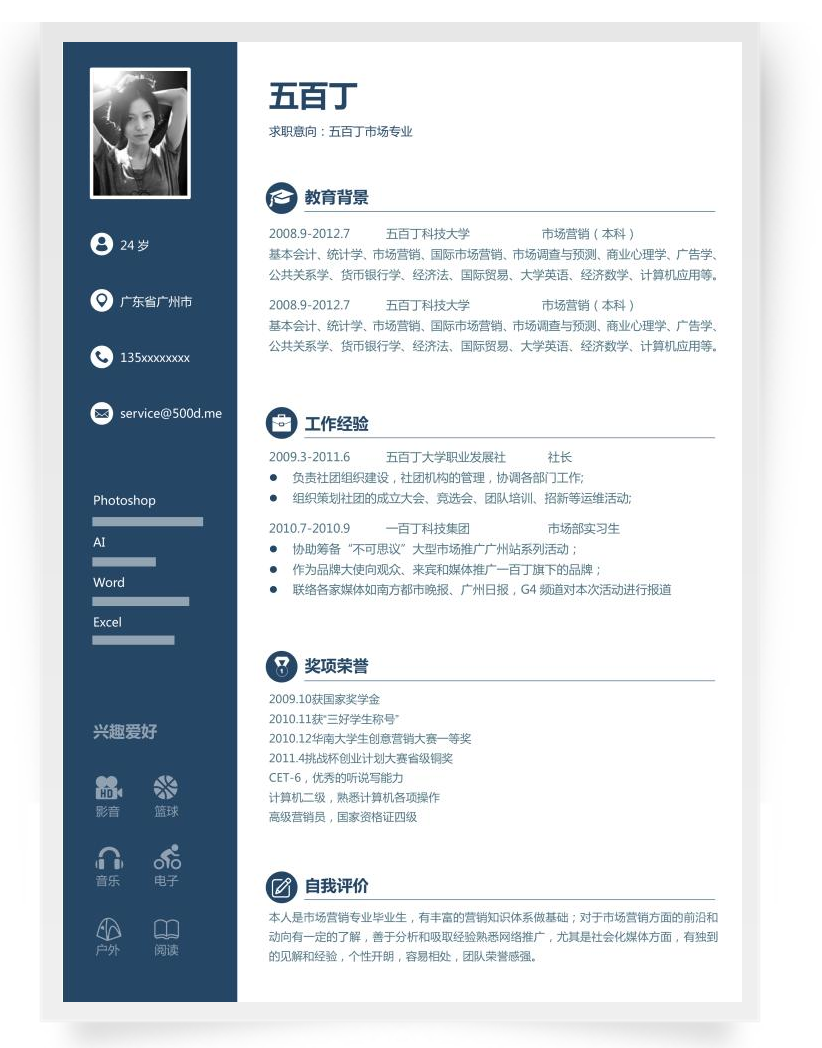 24 岁
广东省广州市
135xxxxxxxx
service@500d.me
Photoshop
AI
Word
Excel
兴趣爱好
HD
影音 篮球
音乐 电子
户外 阅读
五百丁
求职意向：五百丁市场专业
教育背景
2008.9-2012.7 五百丁科技大学 市场营销（本科）
基本会计、统计学、市场营销、国际市场营销、市场调查与预测、商业心理学、广告学、
公共关系学、货币银行学、经济法、国际贸易、大学英语、经济数学、计算机应用等。
2008.9-2012.7 五百丁科技大学 市场营销（本科）
基本会计、统计学、市场营销、国际市场营销、市场调查与预测、商业心理学、广告学、
公共关系学、货币银行学、经济法、国际贸易、大学英语、经济数学、计算机应用等。
工作经验
2009.3-2011.6 五百丁大学职业发展社 社长
● 负责社团组织建设，社团机构的管理，协调各部门工作;
● 组织策划社团的成立大会、竞选会、团队培训、招新等运维活动;
2010.7-2010.9 一百丁科技集团 市场部实习生
● 协助筹备“不可思议”大型市场推广广州站系列活动；
● 作为品牌大使向观众、来宾和媒体推广一百丁旗下的品牌；
● 联络各家媒体如南方都市晚报、广州日报，G4 频道对本次活动进行报道
1
奖项荣誉
2009.10获国家奖学金
2010.11获“三好学生称号”
2010.12华南大学生创意营销大赛一等奖
2011.4挑战杯创业计划大赛省级铜奖
CET-6，优秀的听说写能力
计算机二级，熟悉计算机各项操作
高级营销员，国家资格证四级
自我评价
本人是市场营销专业毕业生，有丰富的营销知识体系做基础；对于市场营销方面的前沿和
动向有一定的了解，善于分析和吸取经验熟悉网络推广，尤其是社会化媒体方面，有独到
的见解和经验，个性开朗，容易相处，团队荣誉感强。